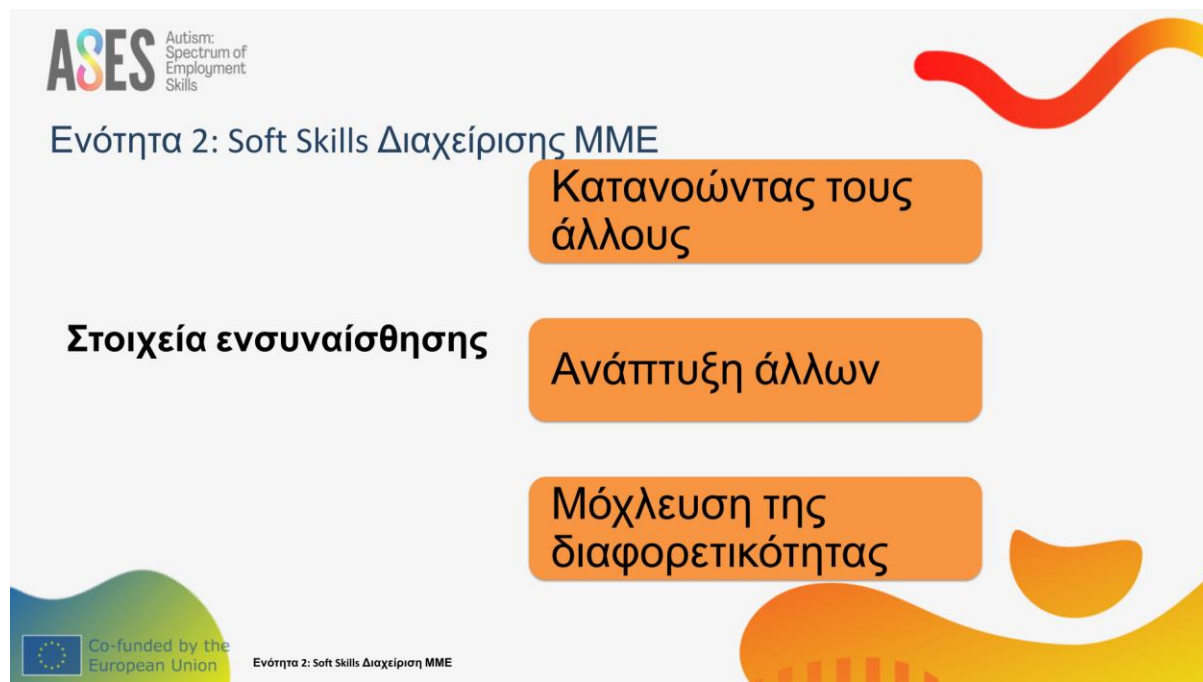 ASES
Autism:
Spectrum of
Employment
Skills
Ενότητα 2: Soft Skills Διαχείρισης ΜΜΕ
Στοιχεία ενσυναίσθησης
Κατανοώντας τους
άλλους
Ανάπτυξη άλλων
Μόχλευση της
διαφορετικότητας
Co-funded by the
European Union
Ενότητα 2: Soft Skills Διαχείριση ΜΜΕ